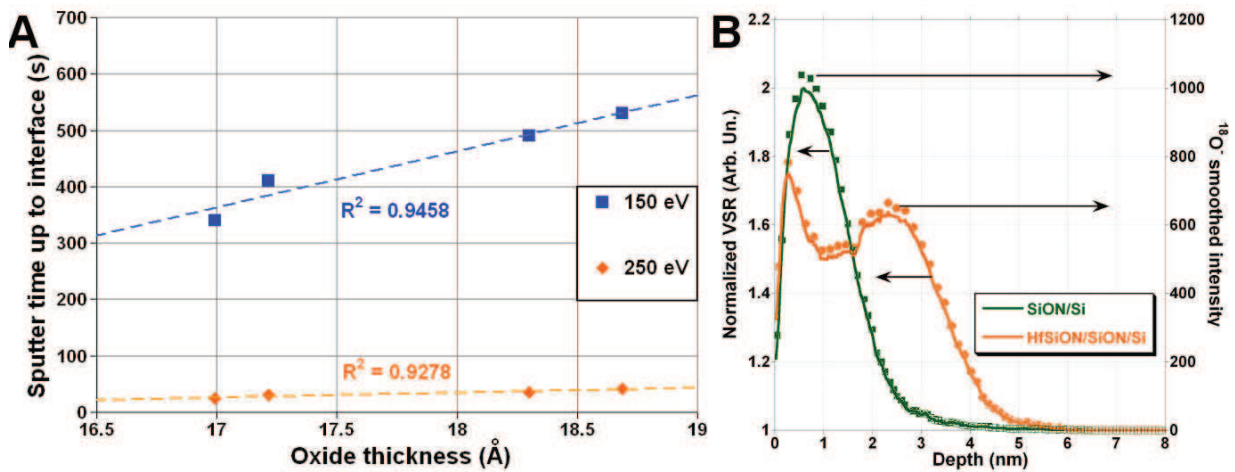 A
Sputter time up to interface (s)
700
600
500
400
300
200
100
0
R² = 0.9458
R² = 0.9278
150 eV
250 eV
16.5 17 17.5 18 18.5 19
Oxide thickness (Å)
B
Normalized VSR (Arb. Un.)
2.2
2
1.8
1.6
1.4
1.2
1
SiON/Si
HfSiON/SiON/Si
1200
1000
800
600
400
200
0
¹⁸O⁻ smoothed intensity
0 1 2 3 4 5 6 7 8
Depth (nm)